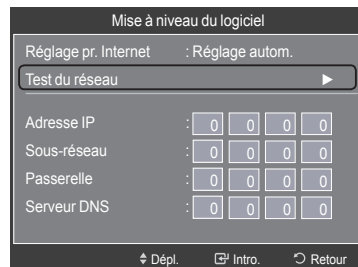 Mise à niveau du logiciel
Réglage pr. Internet : Réglage autom.
Test du réseau ►
Adresse IP : 0 0 0 0
Sous-réseau : 0 0 0 0
Passerelle : 0 0 0 0
Serveur DNS : 0 0 0 0
Dépl. Intro. Retour